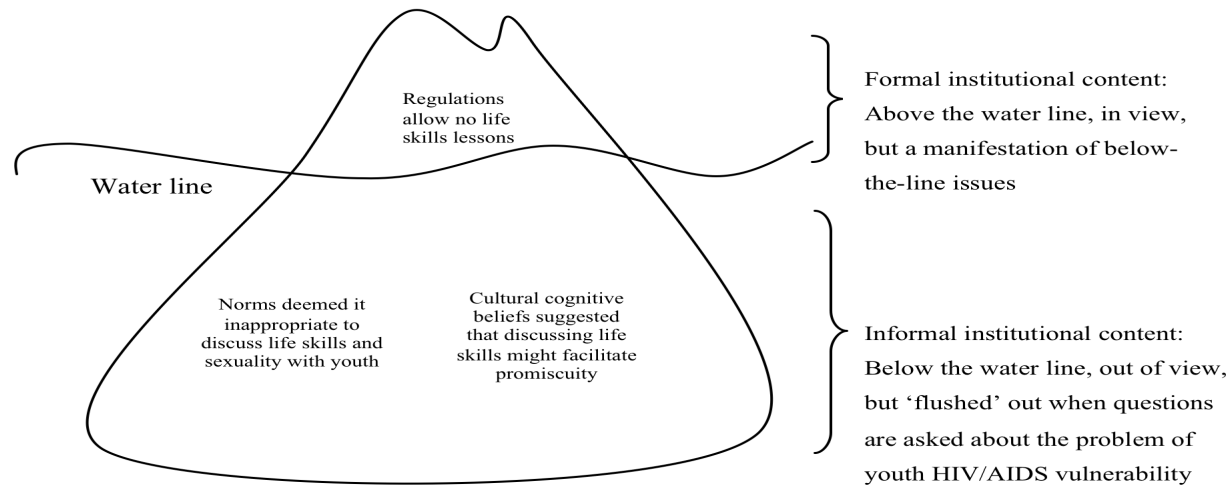 Regulations
allow no life
skills lessons
Formal institutional content:
Above the water line, in view,
but a manifestation of below-
the-line issues
Water line
Norms deemed it
inappropriate to
discuss life skills and
sexuality with youth
Cultural cognitive
beliefs suggested
that discussing life
skills might facilitate
promiscuity
Informal institutional content:
Below the water line, out of view,
but ‘flushed’ out when questions
are asked about the problem of
youth HIV/AIDS vulnerability